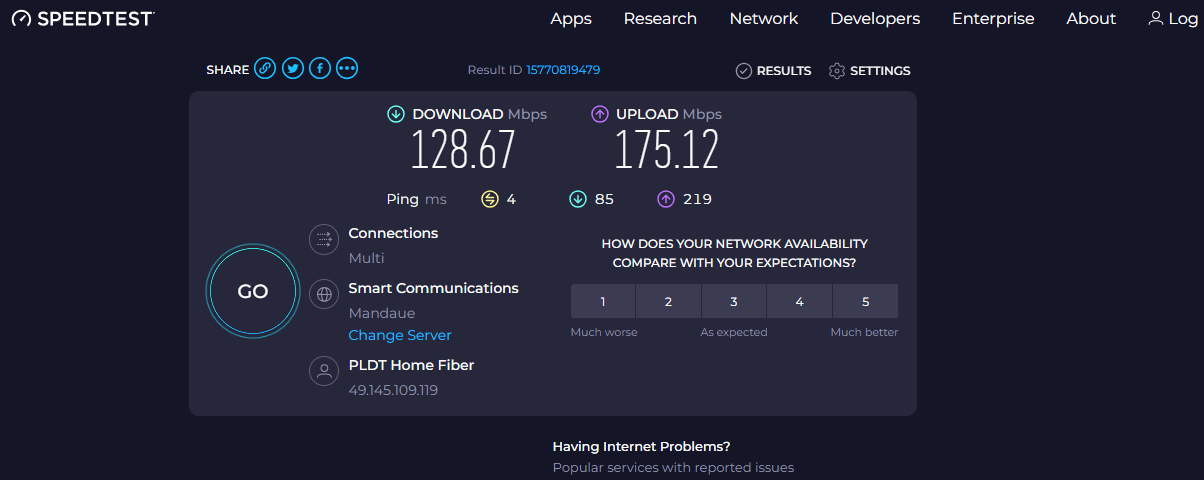 SPEEDTEST
Apps Research Network Developers Enterprise About Log
SHARE
Result ID 15770819479
RESULTS SETTINGS
DOWNLOAD Mbps
128.67
UPLOAD Mbps
175.12
Ping ms 4 85 219
GO
Connections
Multi
Smart Communications
Mandaue
Change Server
PLDT Home Fiber
49.145.109.119
HOW DOES YOUR NETWORK AVAILABILITY
COMPARE WITH YOUR EXPECTATIONS?
1 2 3 4 5
Much worse As expected Much better
Having Internet Problems?
Popular services with reported issues